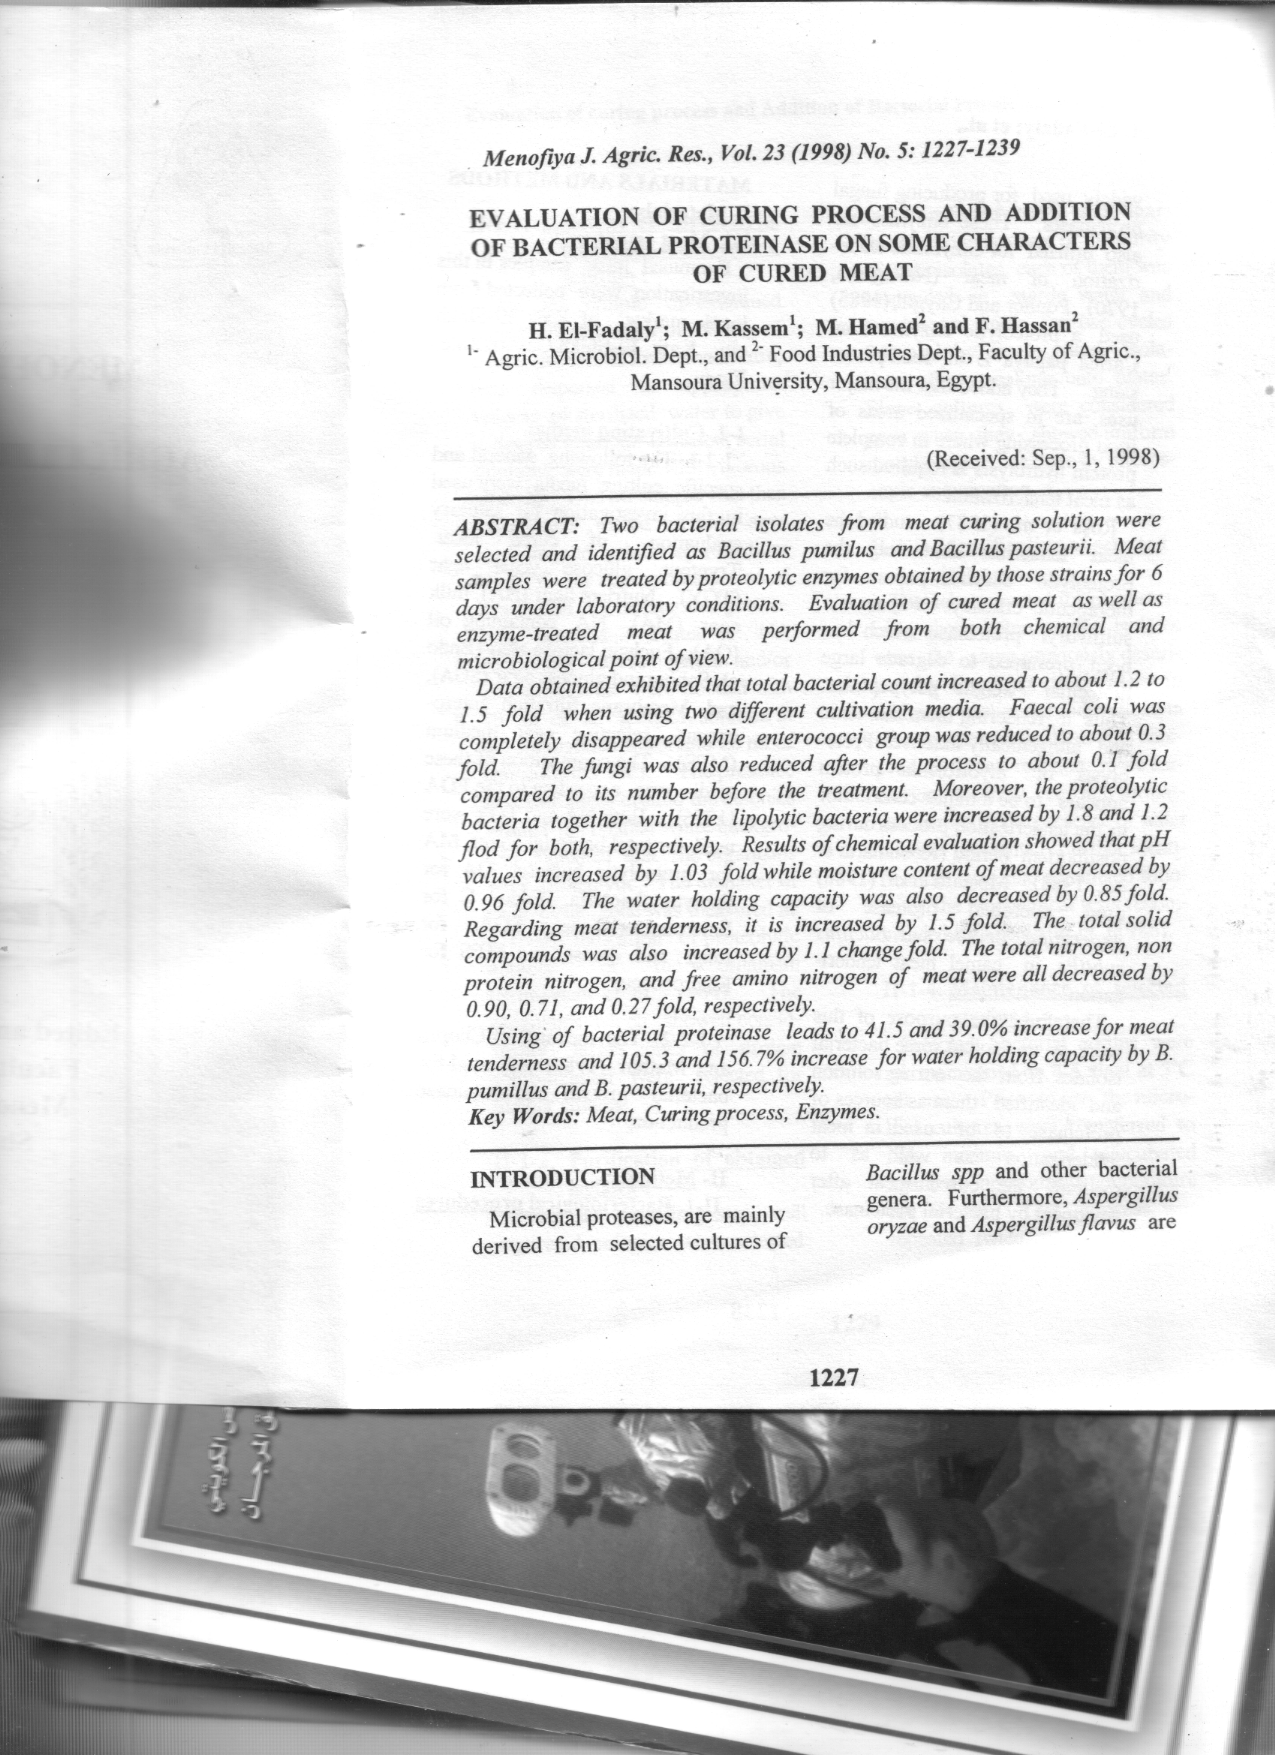 Menofiya J. Agric. Res., Vol. 23 (1998) No. 5: 1227-1239
EVALUATION OF CURING PROCESS AND ADDITION
OF BACTERIAL PROTEINASE ON SOME CHARACTERS
OF CURED MEAT
H. El-Fadaly¹; M. Kassem¹; M. Hamed² and F. Hassan²
¹⁻ Agric. Microbiol. Dept., and ²⁻ Food Industries Dept., Faculty of Agric.,
Mansoura University, Mansoura, Egypt.
(Received: Sep., 1, 1998)
ABSTRACT: Two bacterial isolates from meat curing solution were
selected and identified as Bacillus pumilus and Bacillus pasteurii. Meat
samples were treated by proteolytic enzymes obtained by those strains for 6
days under laboratory conditions. Evaluation of cured meat as well as
enzyme-treated meat was performed from both chemical and
microbiological point of view.
Data obtained exhibited that total bacterial count increased to about 1.2 to
1.5 fold when using two different cultivation media. Faecal coli was
completely disappeared while enterococci group was reduced to about 0.3
fold. The fungi was also reduced after the process to about 0.1 fold
compared to its number before the treatment. Moreover, the proteolytic
bacteria together with the lipolytic bacteria were increased by 1.8 and 1.2
flod for both, respectively. Results of chemical evaluation showed that pH
values increased by 1.03 fold while moisture content of meat decreased by
0.96 fold. The water holding capacity was also decreased by 0.85 fold.
Regarding meat tenderness, it is increased by 1.5 fold. The total solid
compounds was also increased by 1.1 change fold. The total nitrogen, non
protein nitrogen, and free amino nitrogen of meat were all decreased by
0.90, 0.71, and 0.27 fold, respectively.
Using of bacterial proteinase leads to 41.5 and 39.0% increase for meat
tenderness and 105.3 and 156.7% increase for water holding capacity by B.
pumillus and B. pasteurii, respectively.
Key Words: Meat, Curing process, Enzymes.
INTRODUCTION
Microbial proteases, are mainly
derived from selected cultures of
Bacillus spp and other bacterial
genera. Furthermore, Aspergillus
oryzae and Aspergillus flavus are
1227
الكويتي
المرجان